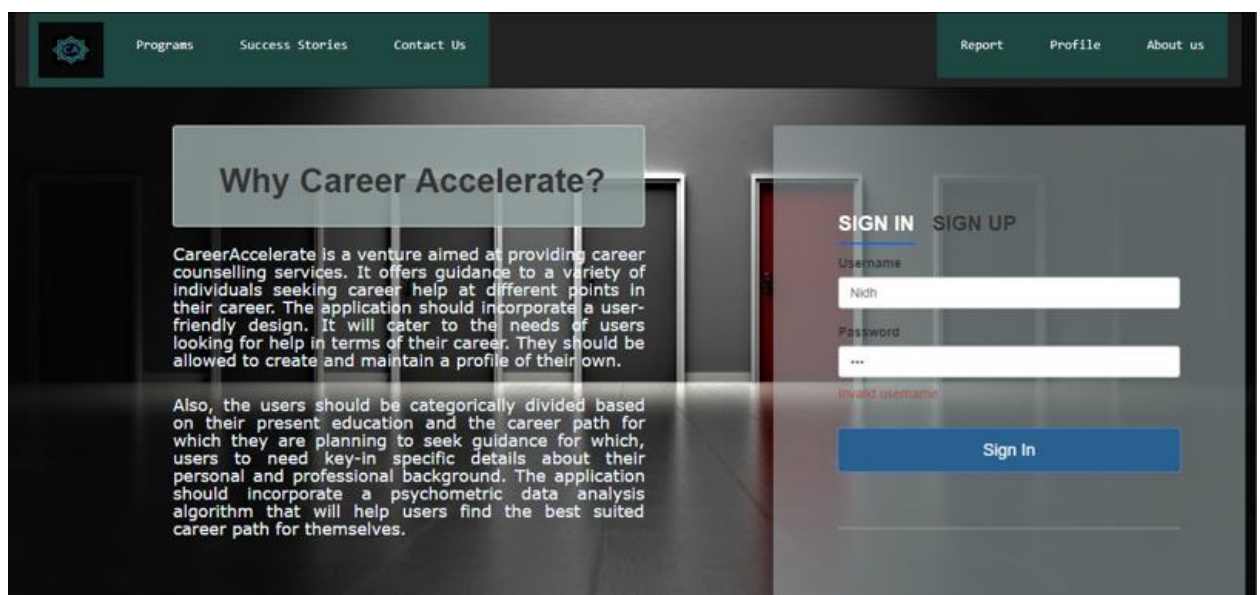 CA
Programs
Success Stories
Contact Us
Report
Profile
About us
Why Career Accelerate?
CareerAccelerate is a venture aimed at providing career
counselling services. It offers guidance to a variety of
individuals seeking career help at different points in
their career. The application should incorporate a user-
friendly design. It will cater to the needs of users
looking for help in terms of their career. They should be
allowed to create and maintain a profile of their own.
Also, the users should be categorically divided based
on their present education and the career path for
which they are planning to seek guidance for which,
users to need key-in specific details about their
personal and professional background. The application
should incorporate a psychometric data analysis
algorithm that will help users find the best suited
career path for themselves.
SIGN IN SIGN UP
Username
Nidh
Password
•••
Invalid username
Sign In